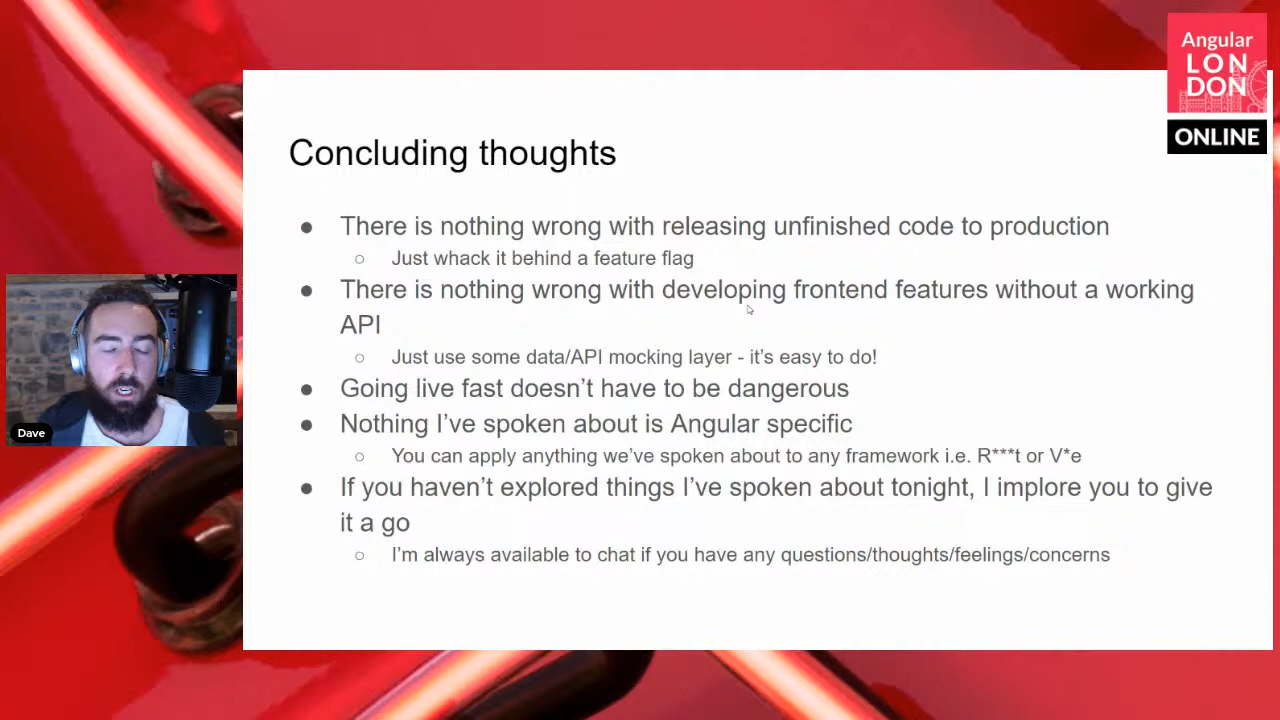 Angular
LON
DON
ONLINE
Concluding thoughts
● There is nothing wrong with releasing unfinished code to production
○ Just whack it behind a feature flag
● There is nothing wrong with developing frontend features without a working
API
○ Just use some data/API mocking layer - it’s easy to do!
● Going live fast doesn’t have to be dangerous
● Nothing I’ve spoken about is Angular specific
○ You can apply anything we’ve spoken about to any framework i.e. R***t or V*e
● If you haven’t explored things I’ve spoken about tonight, I implore you to give
it a go
○ I’m always available to chat if you have any questions/thoughts/feelings/concerns
Dave